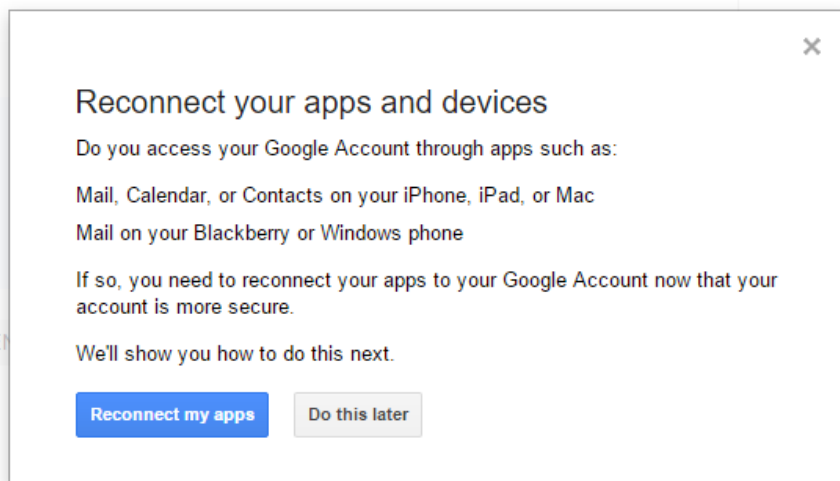 Reconnect your apps and devices
Do you access your Google Account through apps such as:
Mail, Calendar, or Contacts on your iPhone, iPad, or Mac
Mail on your Blackberry or Windows phone
If so, you need to reconnect your apps to your Google Account now that your
account is more secure.
We'll show you how to do this next.
Reconnect my apps
Do this later